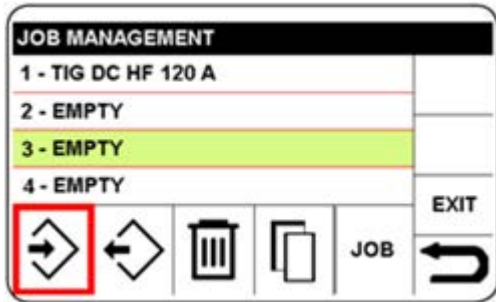 JOB MANAGEMENT
1 - TIG DC HF 120 A
2 - EMPTY
3 - EMPTY
4 - EMPTY
EXIT
JOB